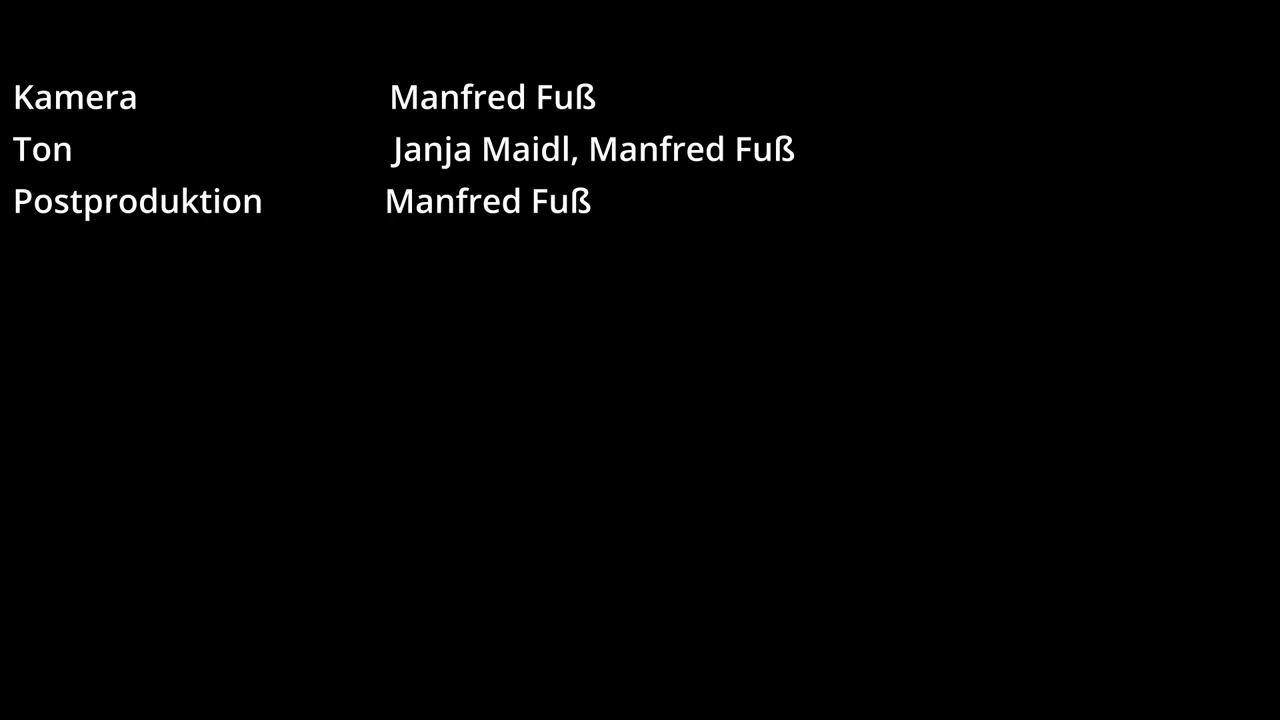 Kamera Manfred Fuß
Ton Janja Maidl, Manfred Fuß
Postproduktion Manfred Fuß